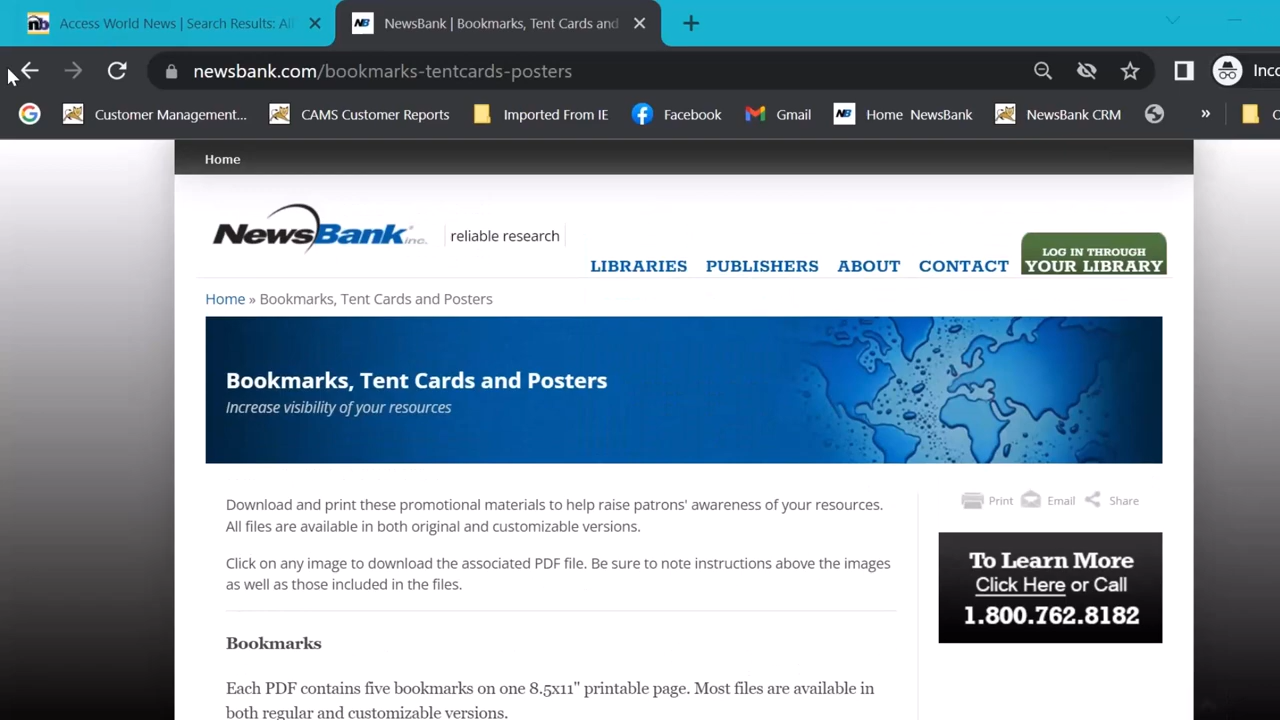 Access World News | Search Results: All
NewsBank | Bookmarks, Tent Cards and
newsbank.com/bookmarks-tentcards-posters
Customer Management... CAMS Customer Reports Imported From IE Facebook Gmail Home NewsBank NewsBank CRM »
Home
NewsBank inc. reliable research
LIBRARIES PUBLISHERS ABOUT CONTACT
LOG IN THROUGH
YOUR LIBRARY
Home » Bookmarks, Tent Cards and Posters
Bookmarks, Tent Cards and Posters
Increase visibility of your resources
Download and print these promotional materials to help raise patrons' awareness of your resources.
All files are available in both original and customizable versions.
Click on any image to download the associated PDF file. Be sure to note instructions above the images
as well as those included in the files.
Print Email Share
To Learn More
Click Here or Call
1.800.762.8182
Bookmarks
Each PDF contains five bookmarks on one 8.5x11" printable page. Most files are available in
both regular and customizable versions.